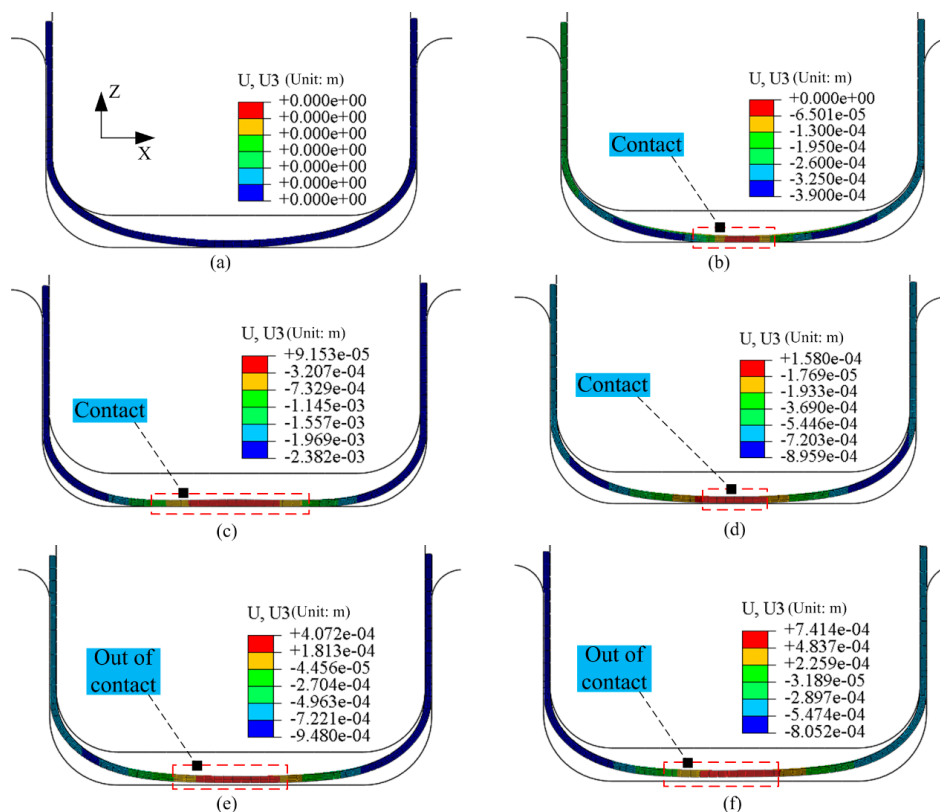 Z
X
U, U3 (Unit: m)
+0.000e+00
+0.000e+00
+0.000e+00
+0.000e+00
+0.000e+00
+0.000e+00
+0.000e+00
(a)
Contact
U, U3 (Unit: m)
+0.000e+00
-6.501e-05
-1.300e-04
-1.950e-04
-2.600e-04
-3.250e-04
-3.900e-04
(b)
Contact
U, U3 (Unit: m)
+9.153e-05
-3.207e-04
-7.329e-04
-1.145e-03
-1.557e-03
-1.969e-03
-2.382e-03
(c)
Contact
U, U3 (Unit: m)
+1.580e-04
-1.769e-05
-1.933e-04
-3.690e-04
-5.446e-04
-7.203e-04
-8.959e-04
(d)
Out of
contact
U, U3 (Unit: m)
+4.072e-04
+1.813e-04
-4.456e-05
-2.704e-04
-4.963e-04
-7.221e-04
-9.480e-04
(e)
Out of
contact
U, U3 (Unit: m)
+7.414e-04
+4.837e-04
+2.259e-04
-3.189e-05
-2.897e-04
-5.474e-04
-8.052e-04
(f)